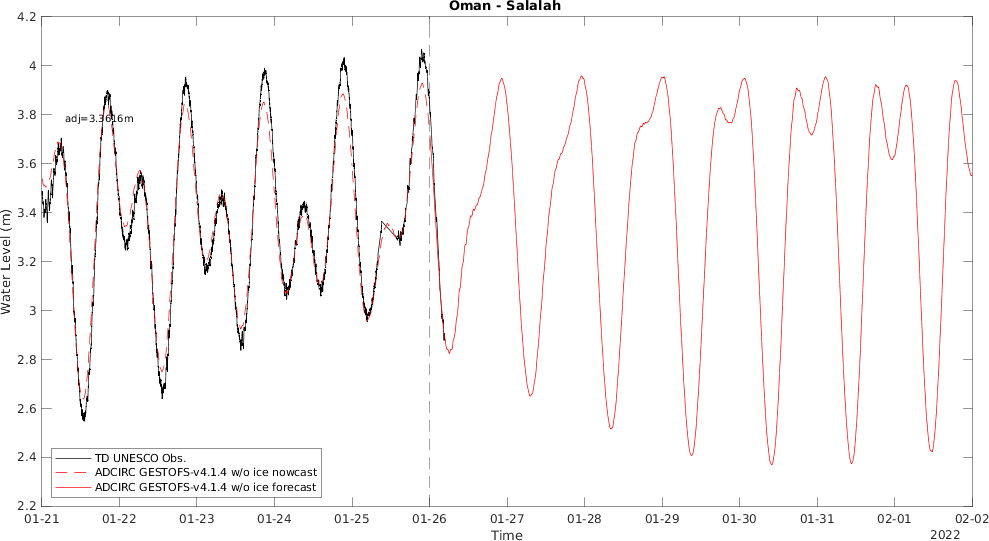 Oman - Salalah
Water Level (m)
4.2
4
3.8
3.6
3.4
3.2
3
2.8
2.6
2.4
2.2
adj=3.3616m
TD UNESCO Obs.
ADCIRC GESTOFS-v4.1.4 w/o ice nowcast
ADCIRC GESTOFS-v4.1.4 w/o ice forecast
01-21 01-22 01-23 01-24 01-25 01-26 01-27 01-28 01-29 01-30 01-31 02-01 02-02
Time
2022